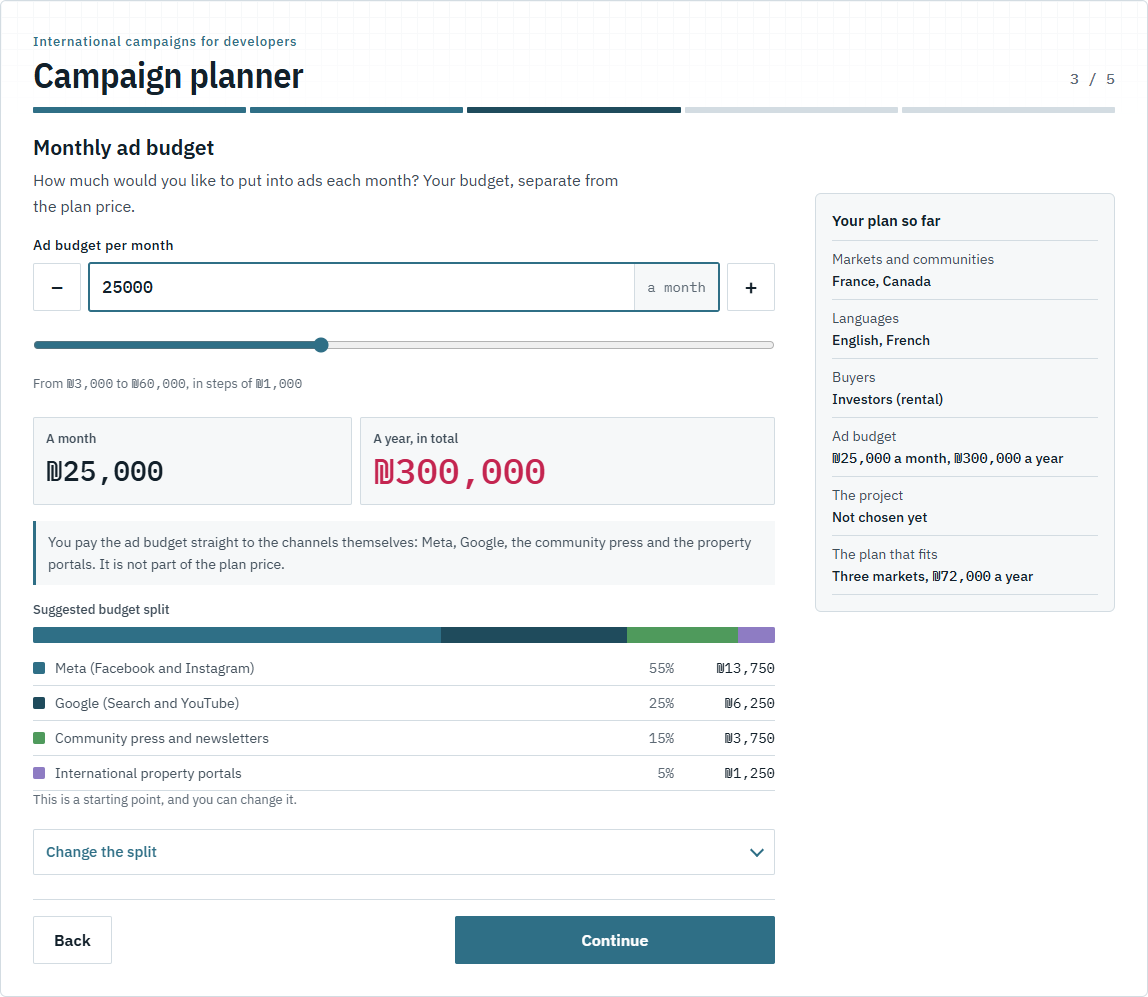 International campaigns for developers
Campaign planner
3 / 5
Monthly ad budget
How much would you like to put into ads each month? Your budget, separate from
the plan price.
Ad budget per month
−
25000
a month
+
From ₪3,000 to ₪60,000, in steps of ₪1,000
A month
₪25,000
A year, in total
₪300,000
You pay the ad budget straight to the channels themselves: Meta, Google, the community press and the property
portals. It is not part of the plan price.
Suggested budget split
Meta (Facebook and Instagram) 55% ₪13,750
Google (Search and YouTube) 25% ₪6,250
Community press and newsletters 15% ₪3,750
International property portals 5% ₪1,250
This is a starting point, and you can change it.
Change the split
Back
Continue
Your plan so far
Markets and communities
France, Canada
Languages
English, French
Buyers
Investors (rental)
Ad budget
₪25,000 a month, ₪300,000 a year
The project
Not chosen yet
The plan that fits
Three markets, ₪72,000 a year